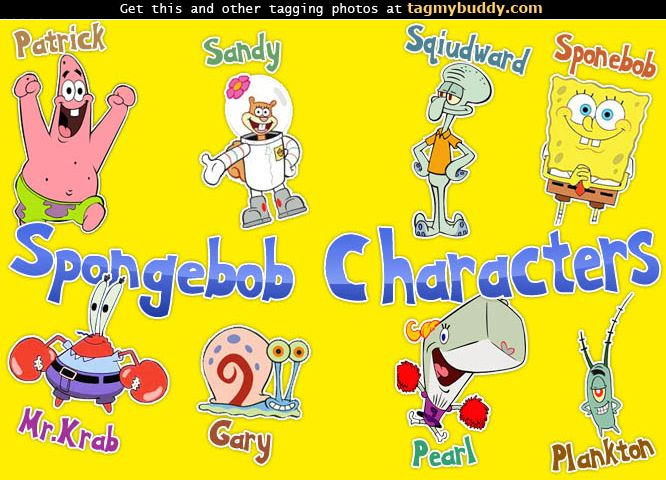 Get this and other tagging photos at tagmybuddy.com
Patrick
Sandy
Sqiudward
Sponebob
Spongebob Characters
Mr.Krab
Gary
Pearl
Plankton